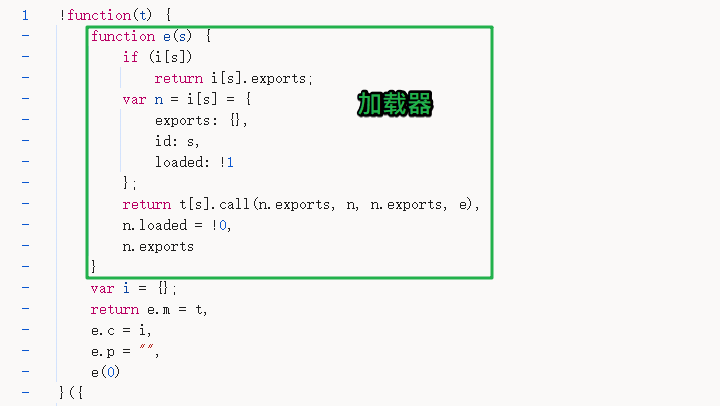 1 !function(t) {
- function e(s) {
- if (i[s])
- return i[s].exports;
- var n = i[s] = {
- exports: {},
- id: s,
- loaded: !1
- };
- return t[s].call(n.exports, n, n.exports, e),
- n.loaded = !0,
- n.exports
- }
- var i = {};
- return e.m = t,
- e.c = i,
- e.p = "",
- e(0)
- }({
加载器